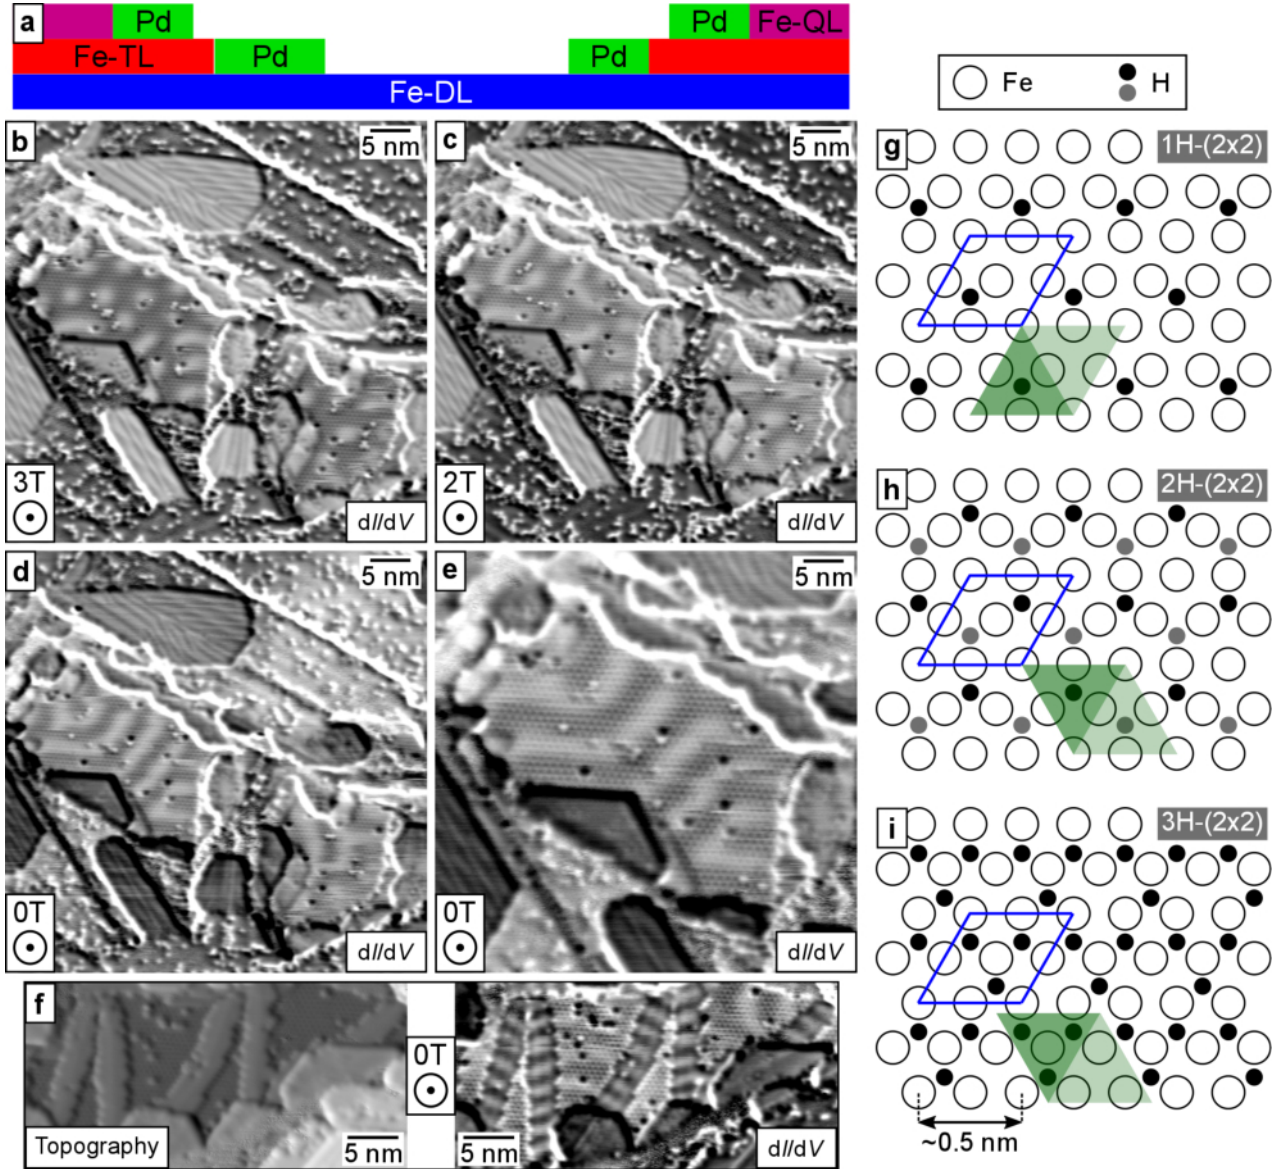 a
Pd
Pd
Fe-QL
Fe-TL
Pd
Pd
Fe-DL
Fe
H
b
5 nm
3T
dI/dV
c
5 nm
2T
dI/dV
d
5 nm
0T
dI/dV
e
5 nm
0T
dI/dV
f
Topography
5 nm
0T
5 nm
dI/dV
g
1H-(2x2)
h
2H-(2x2)
i
3H-(2x2)
~0.5 nm